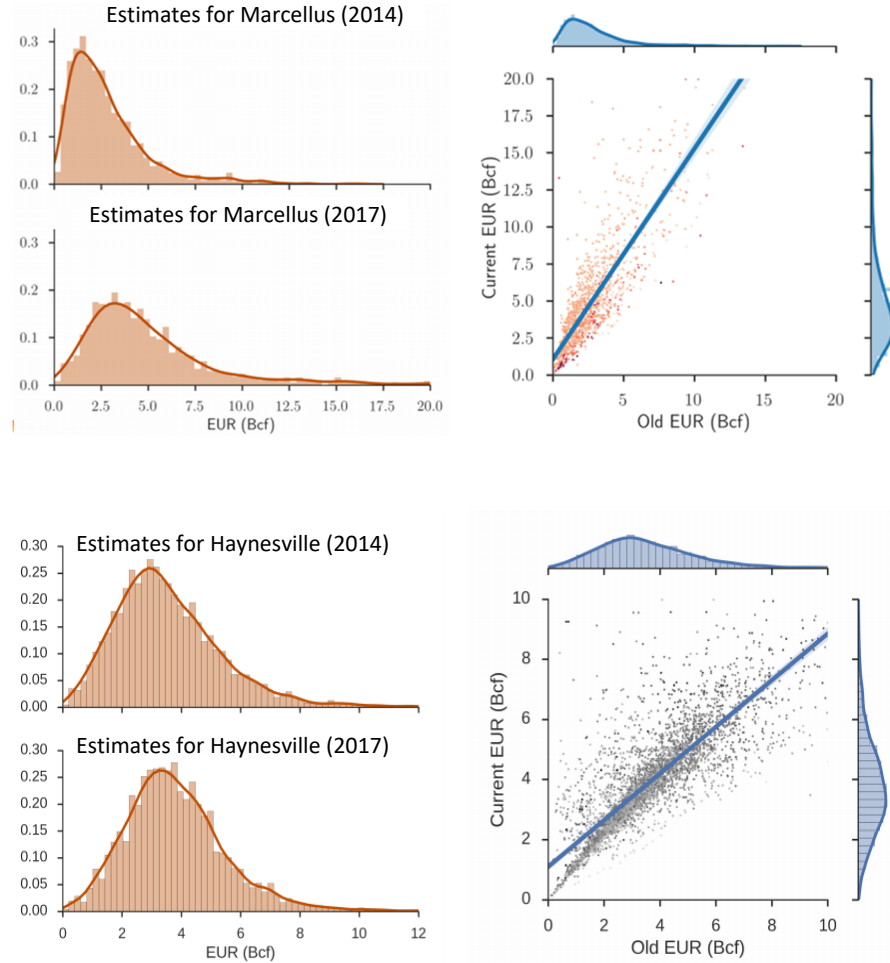 Estimates for Marcellus (2014)
0.3
0.2
0.1
0.0
Estimates for Marcellus (2017)
0.3
0.2
0.1
0.0
0.0 2.5 5.0 7.5 10.0 12.5 15.0 17.5 20.0
EUR (Bcf)
20.0
17.5
15.0
12.5
10.0
7.5
5.0
2.5
0.0
Current EUR (Bcf)
0 5 10 15 20
Old EUR (Bcf)
Estimates for Haynesville (2014)
0.30
0.25
0.20
0.15
0.10
0.05
0.00
Estimates for Haynesville (2017)
0.30
0.25
0.20
0.15
0.10
0.05
0.00
0 2 4 6 8 10 12
EUR (Bcf)
10
8
6
4
2
0
Current EUR (Bcf)
0 2 4 6 8 10
Old EUR (Bcf)